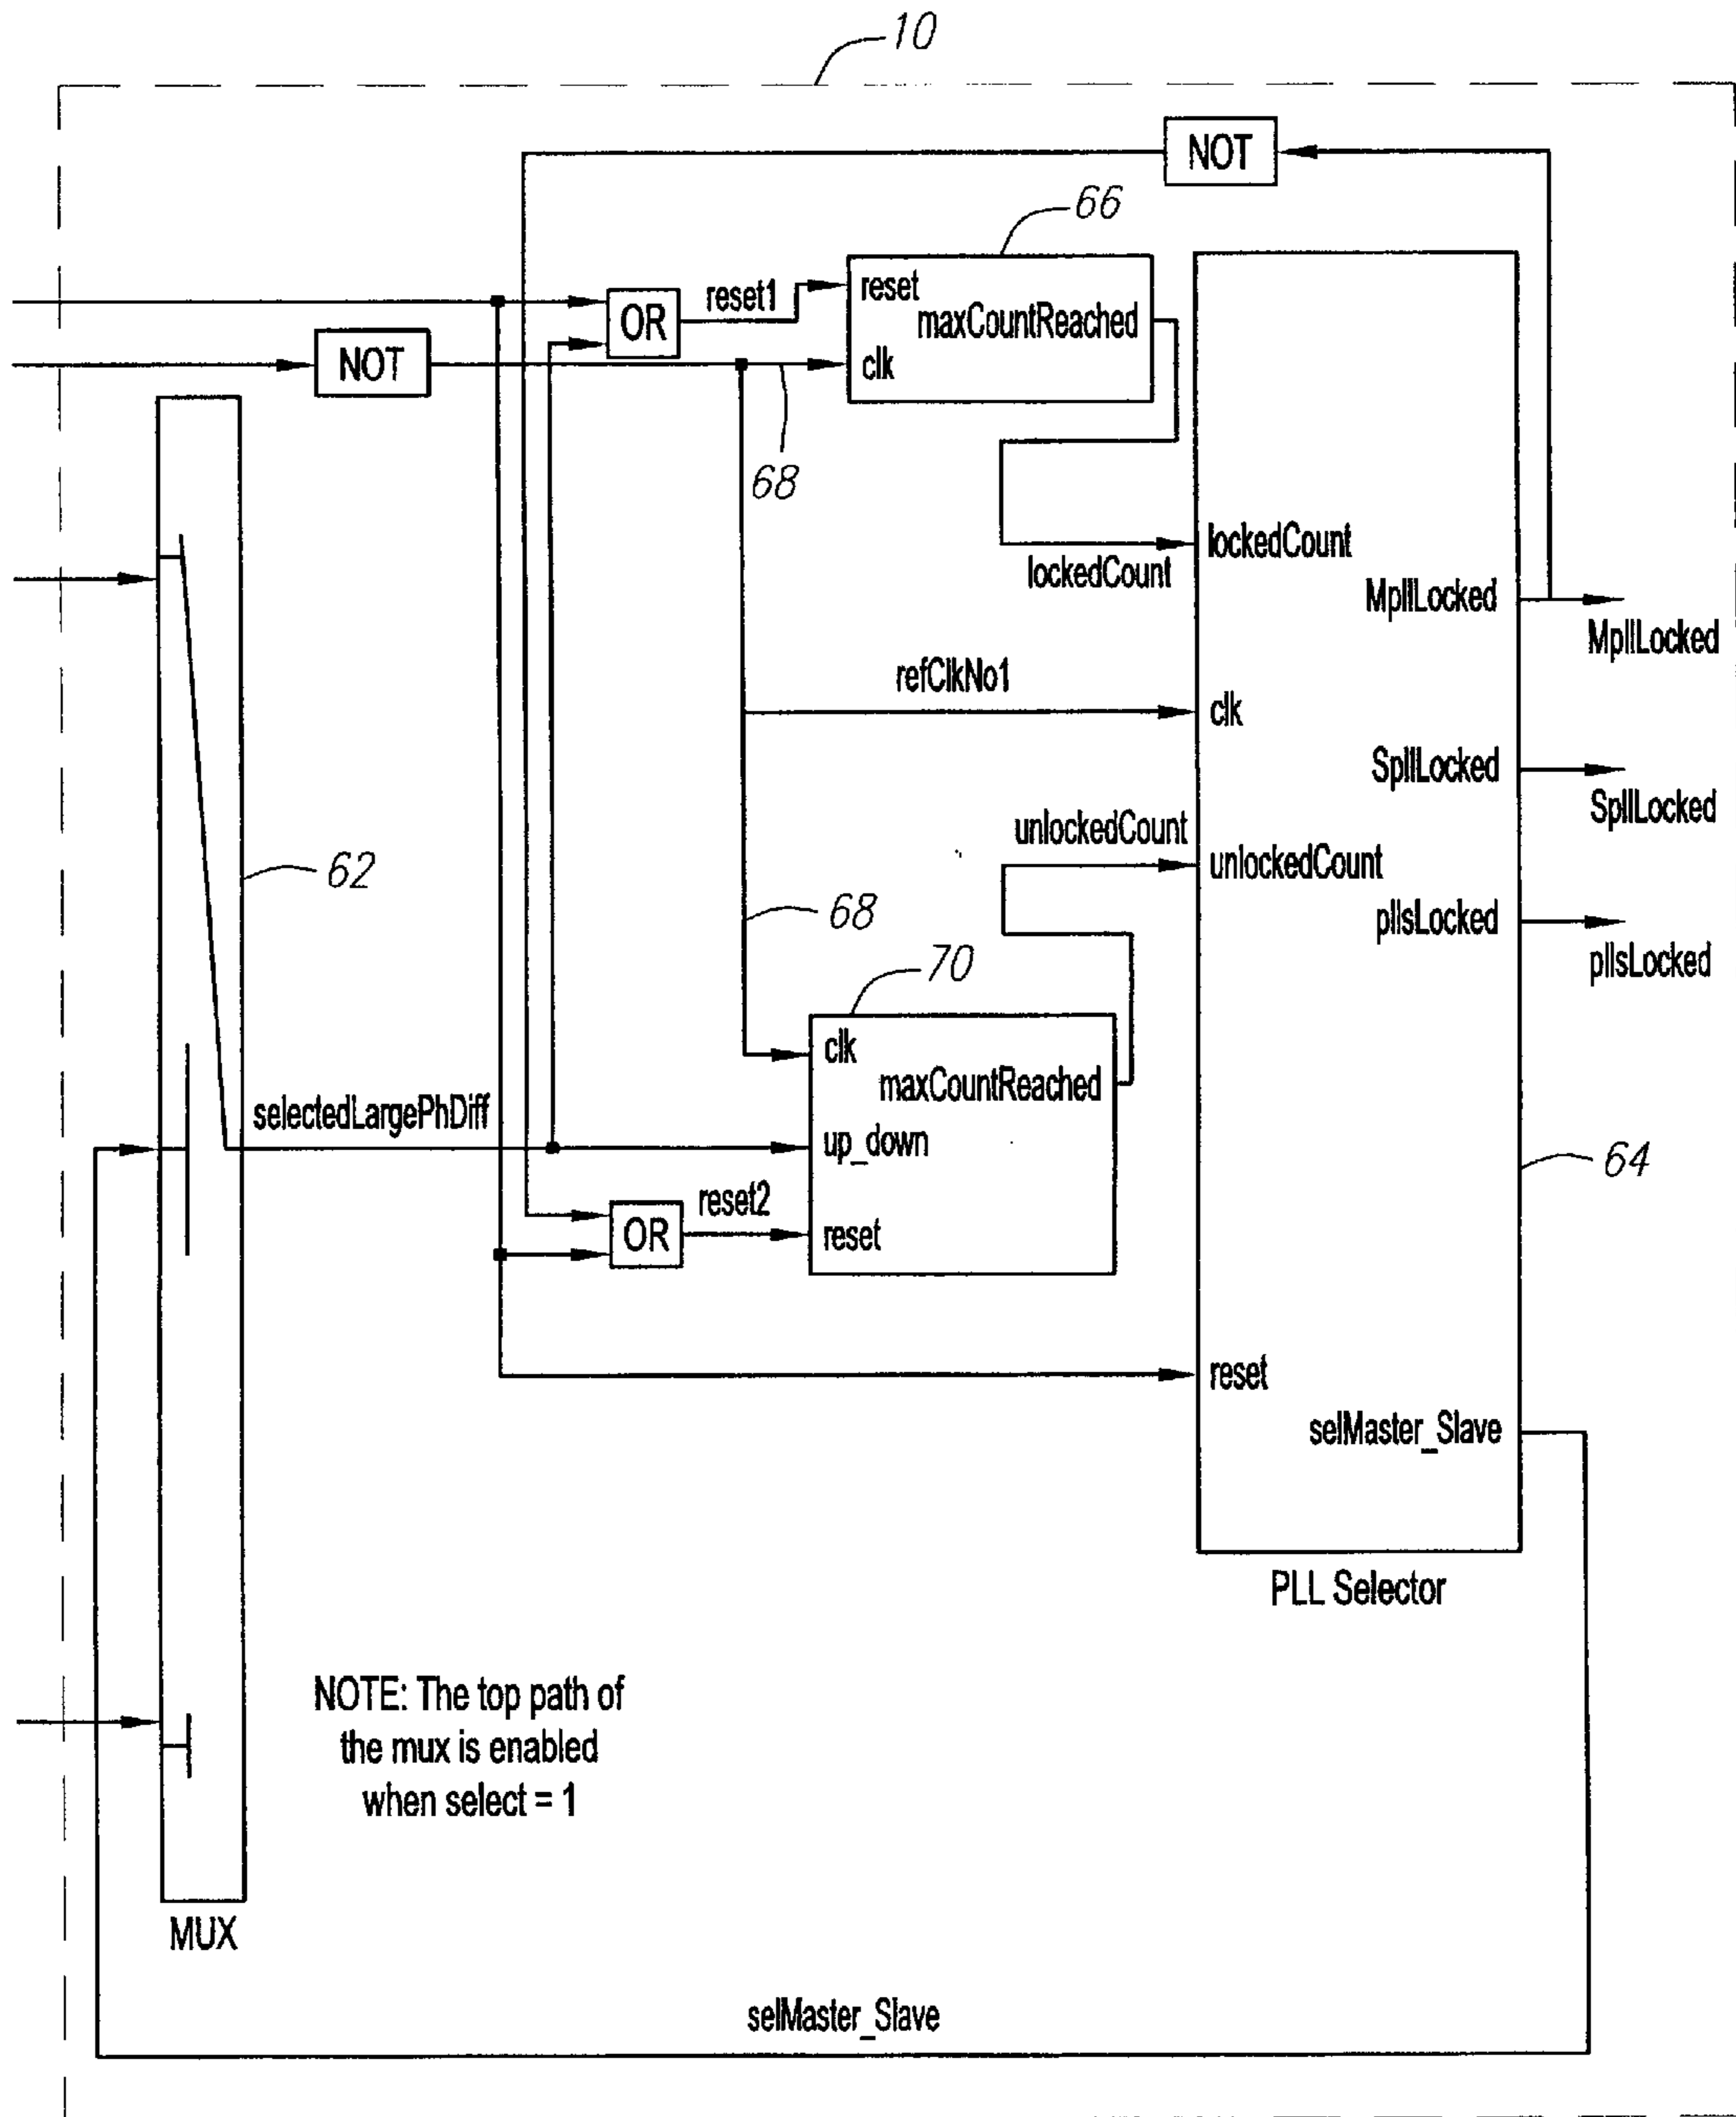 10
NOT
66
reset
reset1
OR
maxCountReached
NOT
clk
68
lockedCount
lockedCount
MpllLocked
MpllLocked
refClkNo1
clk
SpllLocked
SpllLocked
unlockedCount
unlockedCount
62
68
pllsLocked
pllsLocked
70
clk
maxCountReached
selectedLargePhDiff
up_down
64
reset2
OR
reset
reset
selMaster_Slave
PLL Selector
NOTE: The top path of
the mux is enabled
when select = 1
MUX
selMaster_Slave